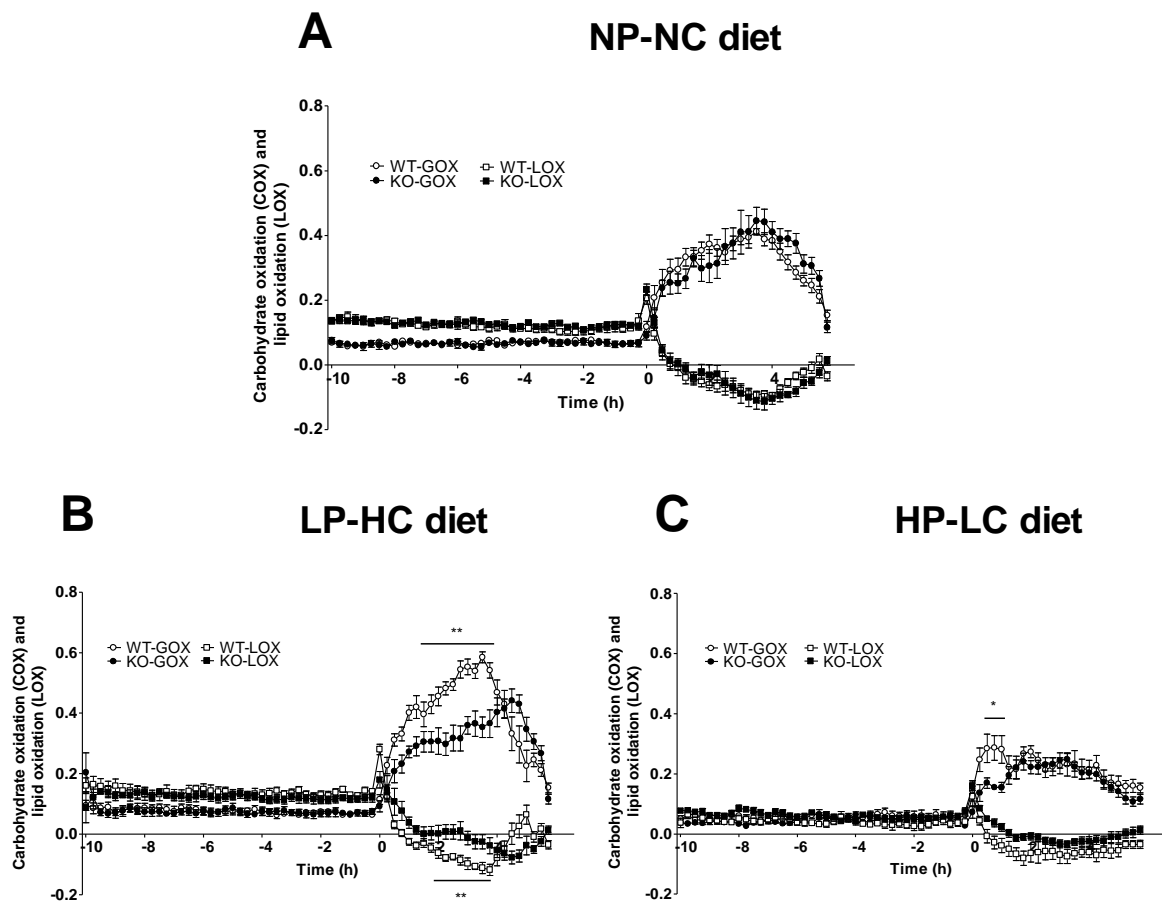 A
NP-NC diet
Carbohydrate oxidation (COX) and
lipid oxidation (LOX)
0.8
0.6
0.4
0.2
0.0
-0.2
WT-GOX
WT-LOX
KO-GOX
KO-LOX
-10
-8
-6
-4
-2
0
4
Time (h)
B
LP-HC diet
Carbohydrate oxidation (COX) and
lipid oxidation (LOX)
0.8
0.6
0.4
0.2
0.0
-0.2
WT-GOX
WT-LOX
KO-GOX
KO-LOX
**
-10
-8
-6
-4
-2
0
Time (h)
**
C
HP-LC diet
Carbohydrate oxidation (COX) and
lipid oxidation (LOX)
0.8
0.6
0.4
0.2
0.0
-0.2
WT-GOX
WT-LOX
KO-GOX
KO-LOX
*
-10
-8
-6
-4
-2
0
Time (h)